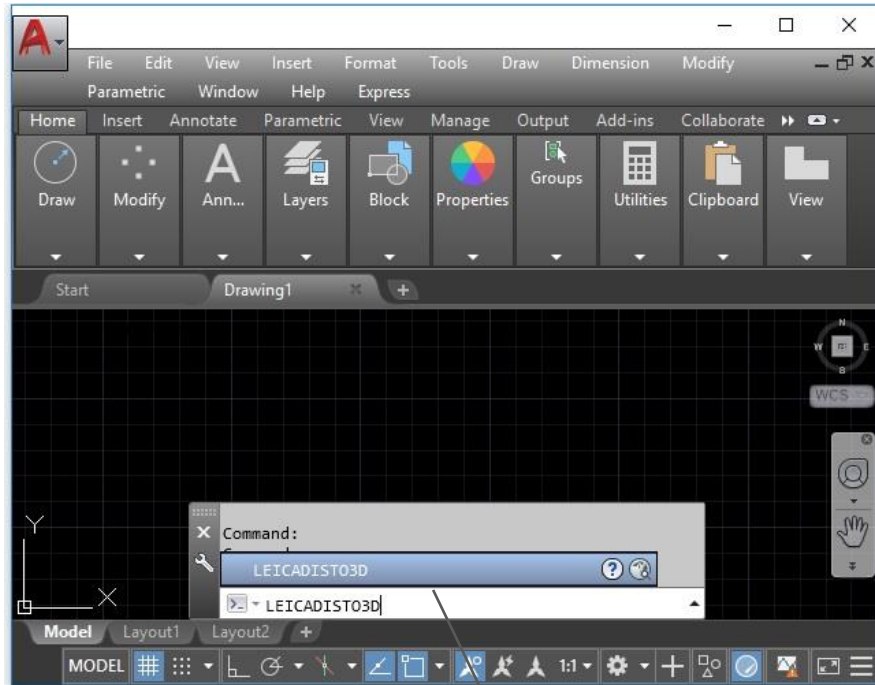 File Edit View Insert Format Tools Draw Dimension Modify
Parametric Window Help Express
Home Insert Annotate Parametric View Manage Output Add-ins Collaborate
Draw Modify Ann... Layers Block Properties Groups Utilities Clipboard View
Start Drawing1
N
W E
WCS
Y
Command:
LEICADISTO3D
X
LEICADISTO3D
Model Layout1 Layout2
MODEL 1:1